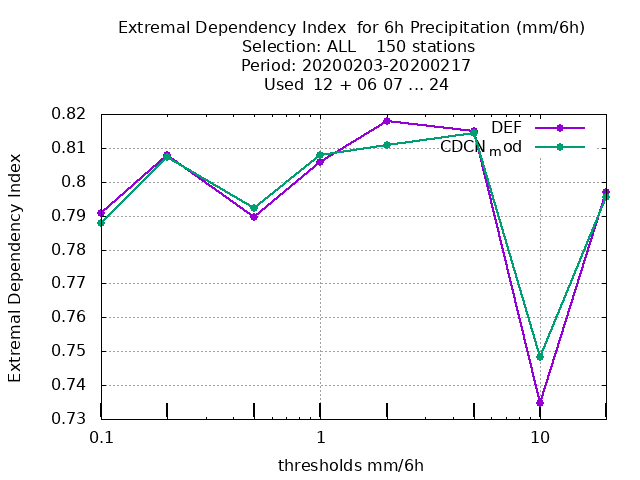 Extremal Dependency Index  for 6h Precipitation (mm/6h)
Selection: ALL    150 stations
Period: 20200203-20200217
Used  12 + 06 07 ... 24
Extremal Dependency Index
0.82
0.81
0.8
0.79
0.78
0.77
0.76
0.75
0.74
0.73
DEF
CDCNmod
0.1
1
10
thresholds mm/6h